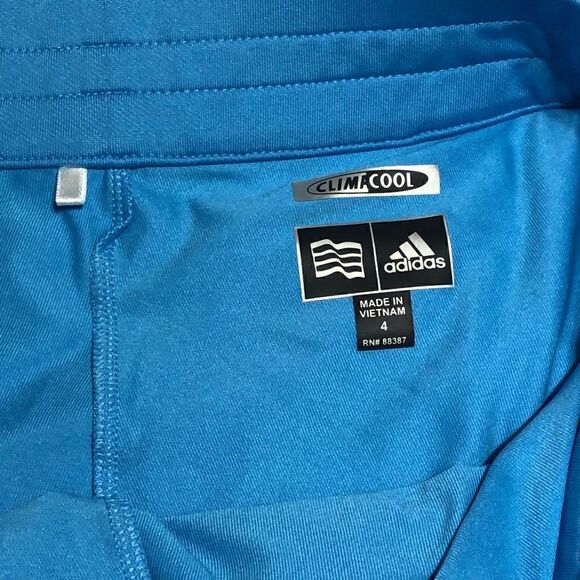 CLIMACOOL
adidas
MADE IN
VIETNAM
4
RN# 88387